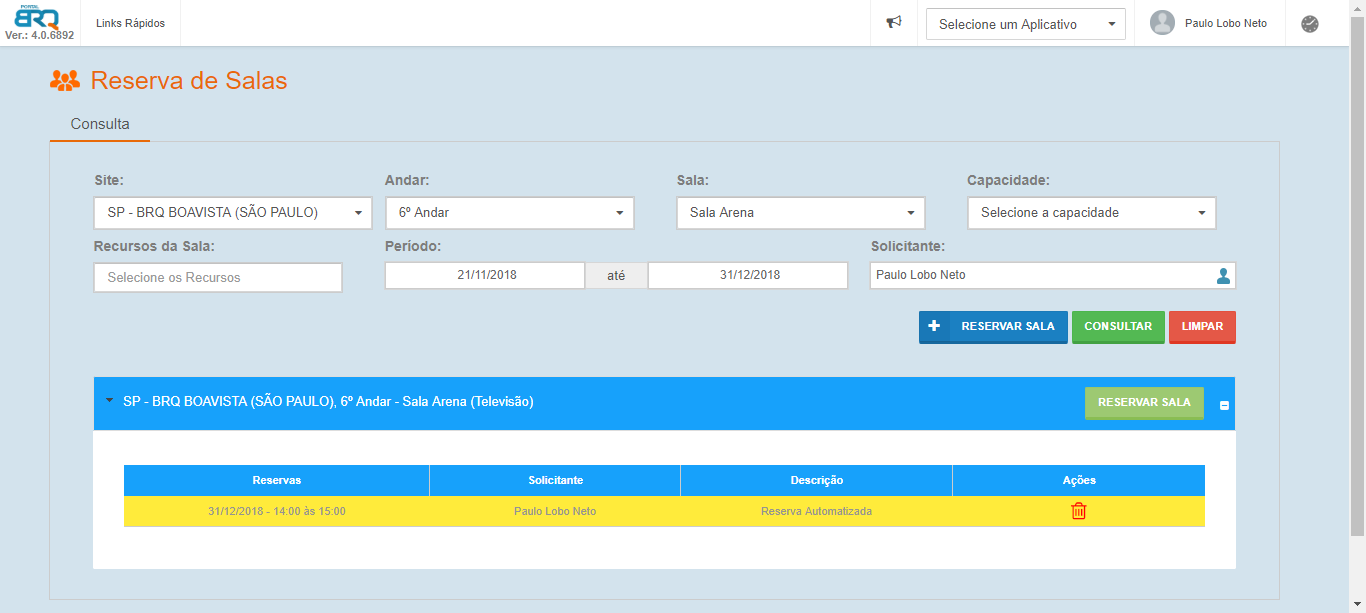 PORTAL
BRQ
Ver.: 4.0.6892
Links Rápidos
Selecione um Aplicativo
Paulo Lobo Neto
Reserva de Salas
Consulta
Site:
Andar:
Sala:
Capacidade:
SP - BRQ BOAVISTA (SÃO PAULO)
6º Andar
Sala Arena
Selecione a capacidade
Recursos da Sala:
Período:
Solicitante:
Selecione os Recursos
21/11/2018
até
31/12/2018
Paulo Lobo Neto
RESERVAR SALA
CONSULTAR
LIMPAR
SP - BRQ BOAVISTA (SÃO PAULO), 6º Andar - Sala Arena (Televisão)
RESERVAR SALA
Reservas
Solicitante
Descrição
Ações
31/12/2018 - 14:00 às 15:00
Paulo Lobo Neto
Reserva Automatizada